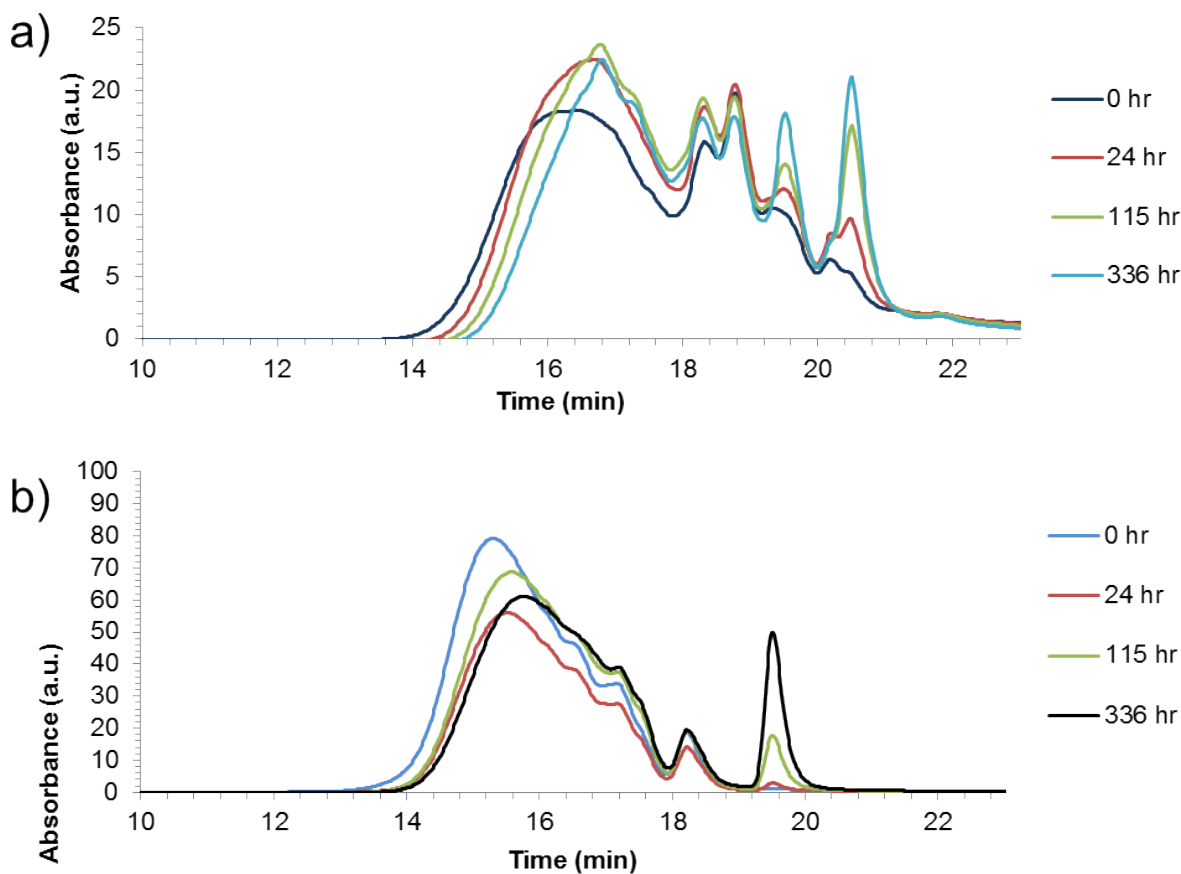 a)
Absorbance (a.u.)
25
20
15
10
5
0
10 12 14 16 18 20 22
Time (min)
0 hr
24 hr
115 hr
336 hr
b)
Absorbance (a.u.)
100
90
80
70
60
50
40
30
20
10
0
10 12 14 16 18 20 22
Time (min)
0 hr
24 hr
115 hr
336 hr